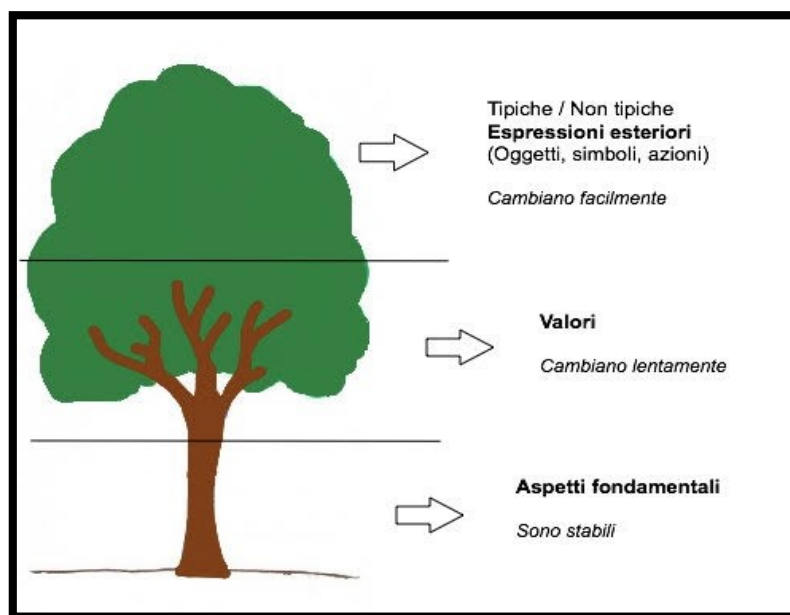 Tipiche / Non tipiche
Espressioni esteriori
(Oggetti, simboli, azioni)
Cambiano facilmente
Valori
Cambiano lentamente
Aspetti fondamentali
Sono stabili